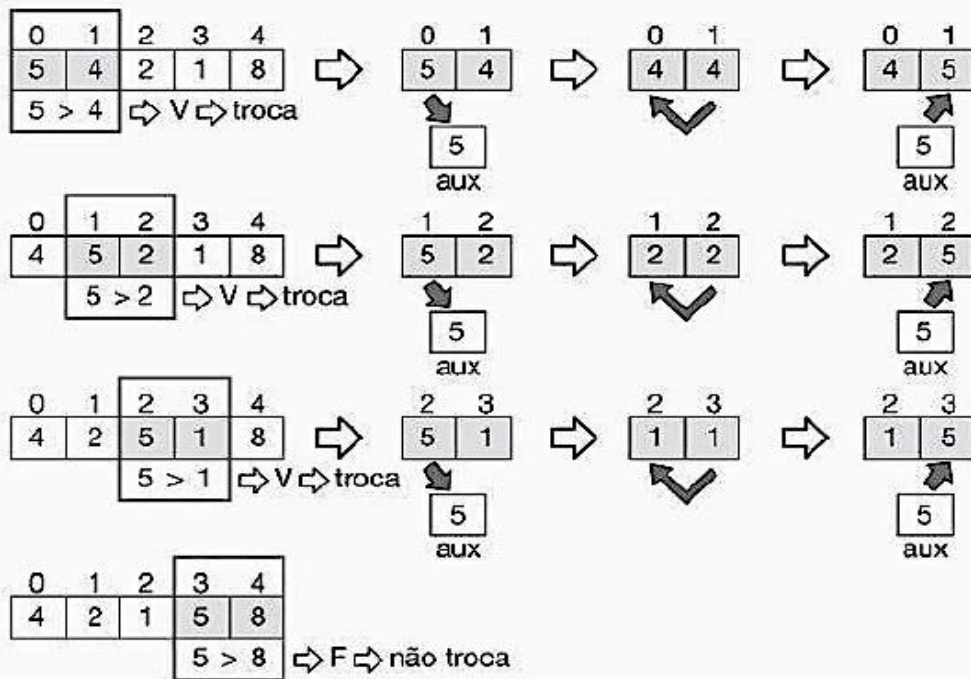 0 1 2 3 4 0 1 0 1 0 1
5 4 2 1 8 5 4 4 4 4 5
5 > 4 V troca 5 5
aux aux
0 1 2 3 4 1 2 1 2 1 2
4 5 2 1 8 5 2 2 2 2 5
5 > 2 V troca 5 5
aux aux
0 1 2 3 4 2 3 2 3 2 3
4 2 5 1 8 5 1 1 1 1 5
5 > 1 V troca 5 5
aux aux
0 1 2 3 4
4 2 1 5 8
5 > 8 F não troca